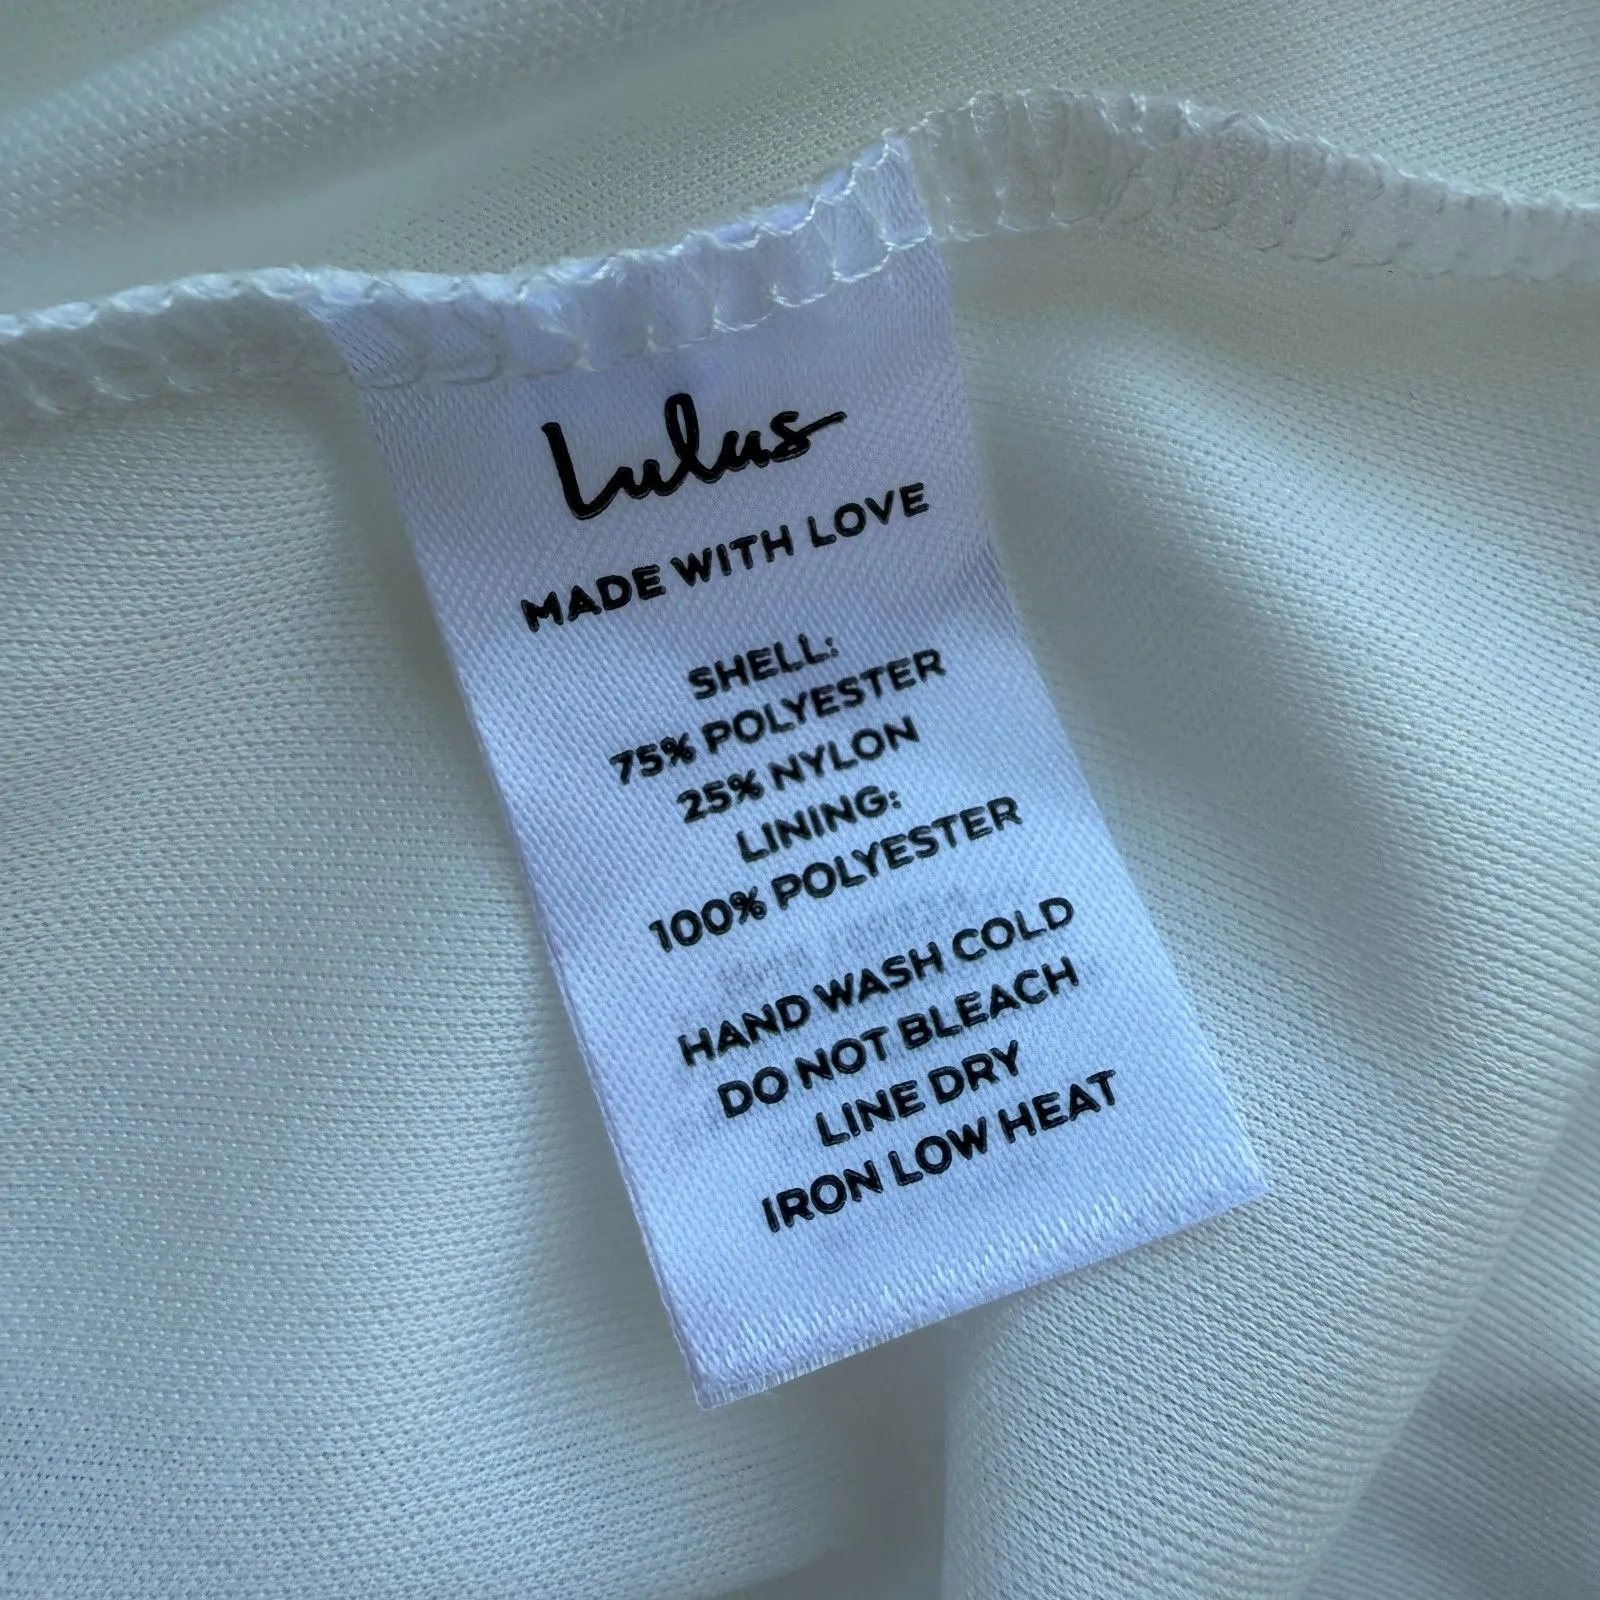 Lulus
MADE WITH LOVE
SHELL:
75% POLYESTER
25% NYLON
LINING:
100% POLYESTER
HAND WASH COLD
DO NOT BLEACH
LINE DRY
IRON LOW HEAT